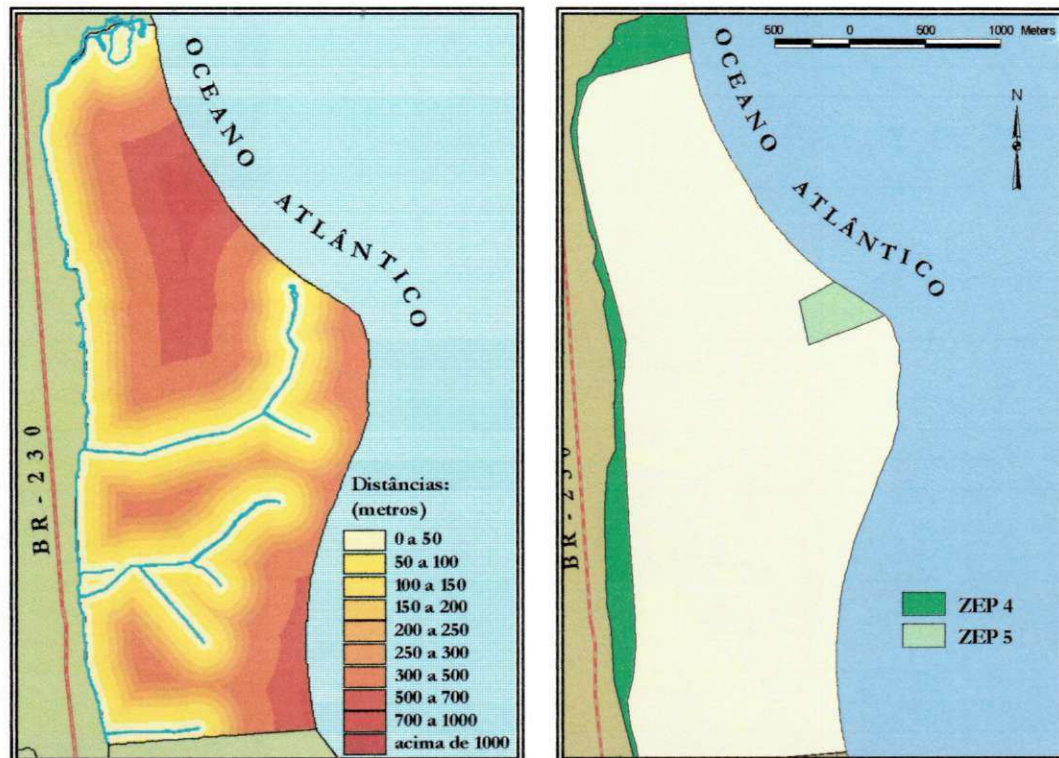 OCEANO ATLÂNTICO
BR - 230
Distâncias:
(metros)
0 a 50
50 a 100
100 a 150
150 a 200
200 a 250
250 a 300
300 a 500
500 a 700
700 a 1000
acima de 1000
500 0 500 1000 Meters
N
OCEANO ATLÂNTICO
BR - 230
ZEP 4
ZEP 5